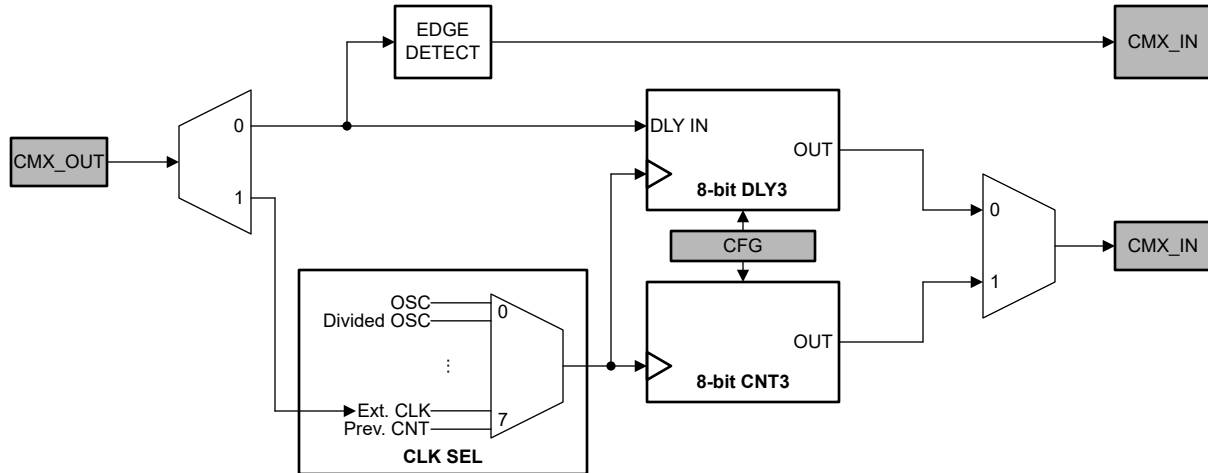 EDGE
DETECT
CMX_IN
0
DLY IN
CMX_OUT
OUT
1
8-bit DLY3
0
CFG
CMX_IN
1
OSC
0
Divided OSC
OUT
⋮
8-bit CNT3
Ext. CLK
7
Prev. CNT
CLK SEL